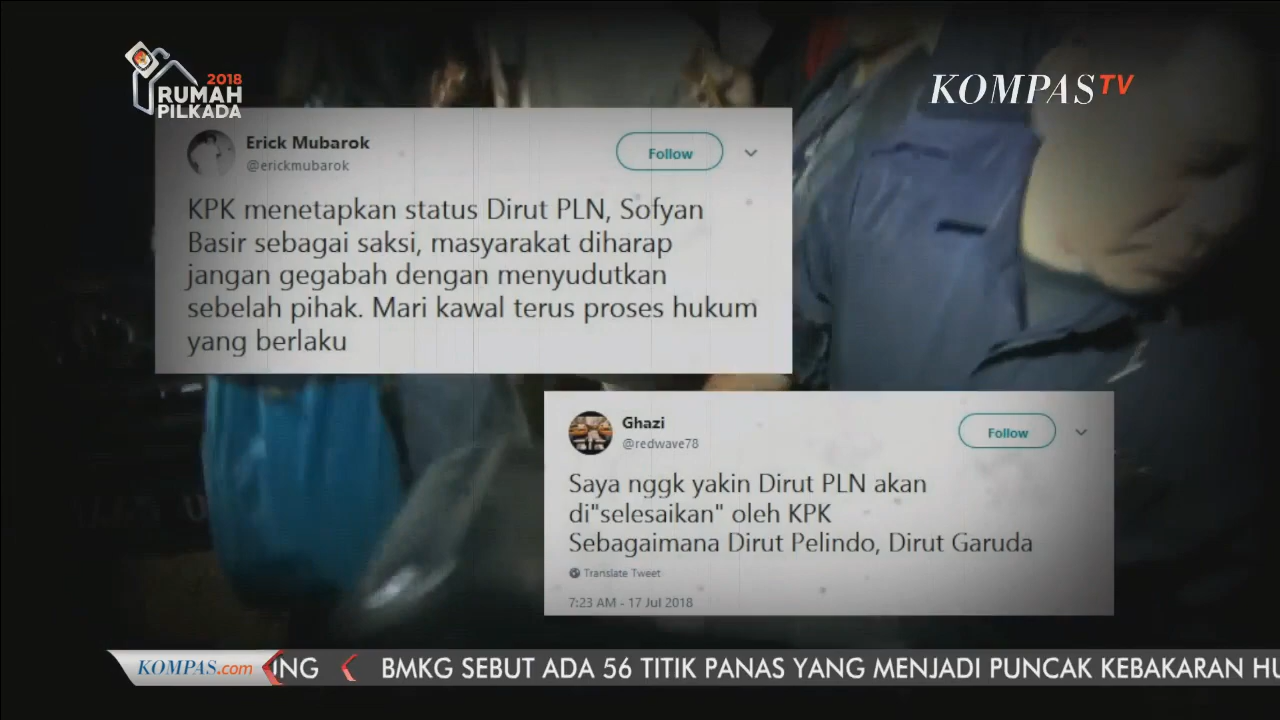 2018
RUMAH
PILKADA
KOMPAS TV
Erick Mubarok
@erickmubarok
Follow
KPK menetapkan status Dirut PLN, Sofyan
Basir sebagai saksi, masyarakat diharap
jangan gegabah dengan menyudutkan
sebelah pihak. Mari kawal terus proses hukum
yang berlaku
Ghazi
@redwave78
Follow
Saya nggk yakin Dirut PLN akan
di"selesaikan" oleh KPK
Sebagaimana Dirut Pelindo, Dirut Garuda
Translate Tweet
7:23 AM - 17 Jul 2018
KOMPAS.com
ING BMKG SEBUT ADA 56 TITIK PANAS YANG MENJADI PUNCAK KEBAKARAN HU